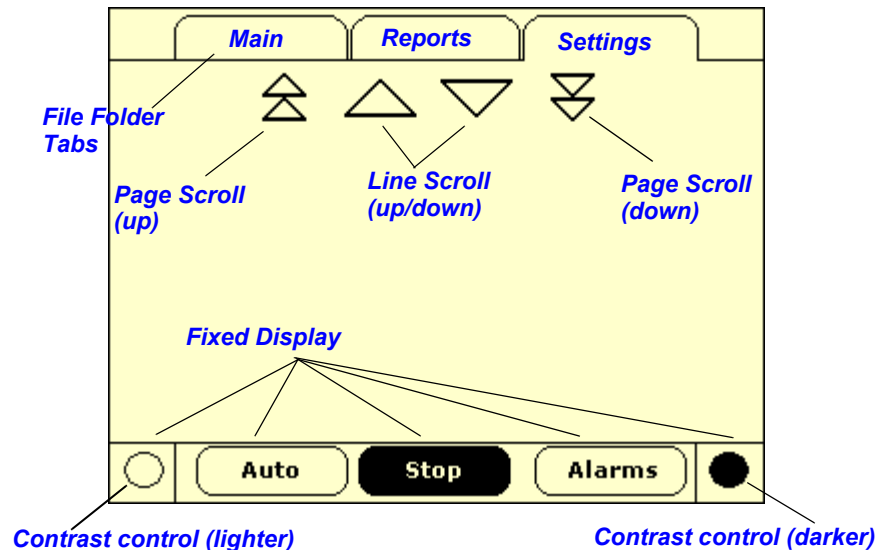 Main
Reports
Settings
File Folder
Tabs
Page Scroll
(up)
Line Scroll
(up/down)
Page Scroll
(down)
Fixed Display
Auto
Stop
Alarms
Contrast control (lighter)
Contrast control (darker)